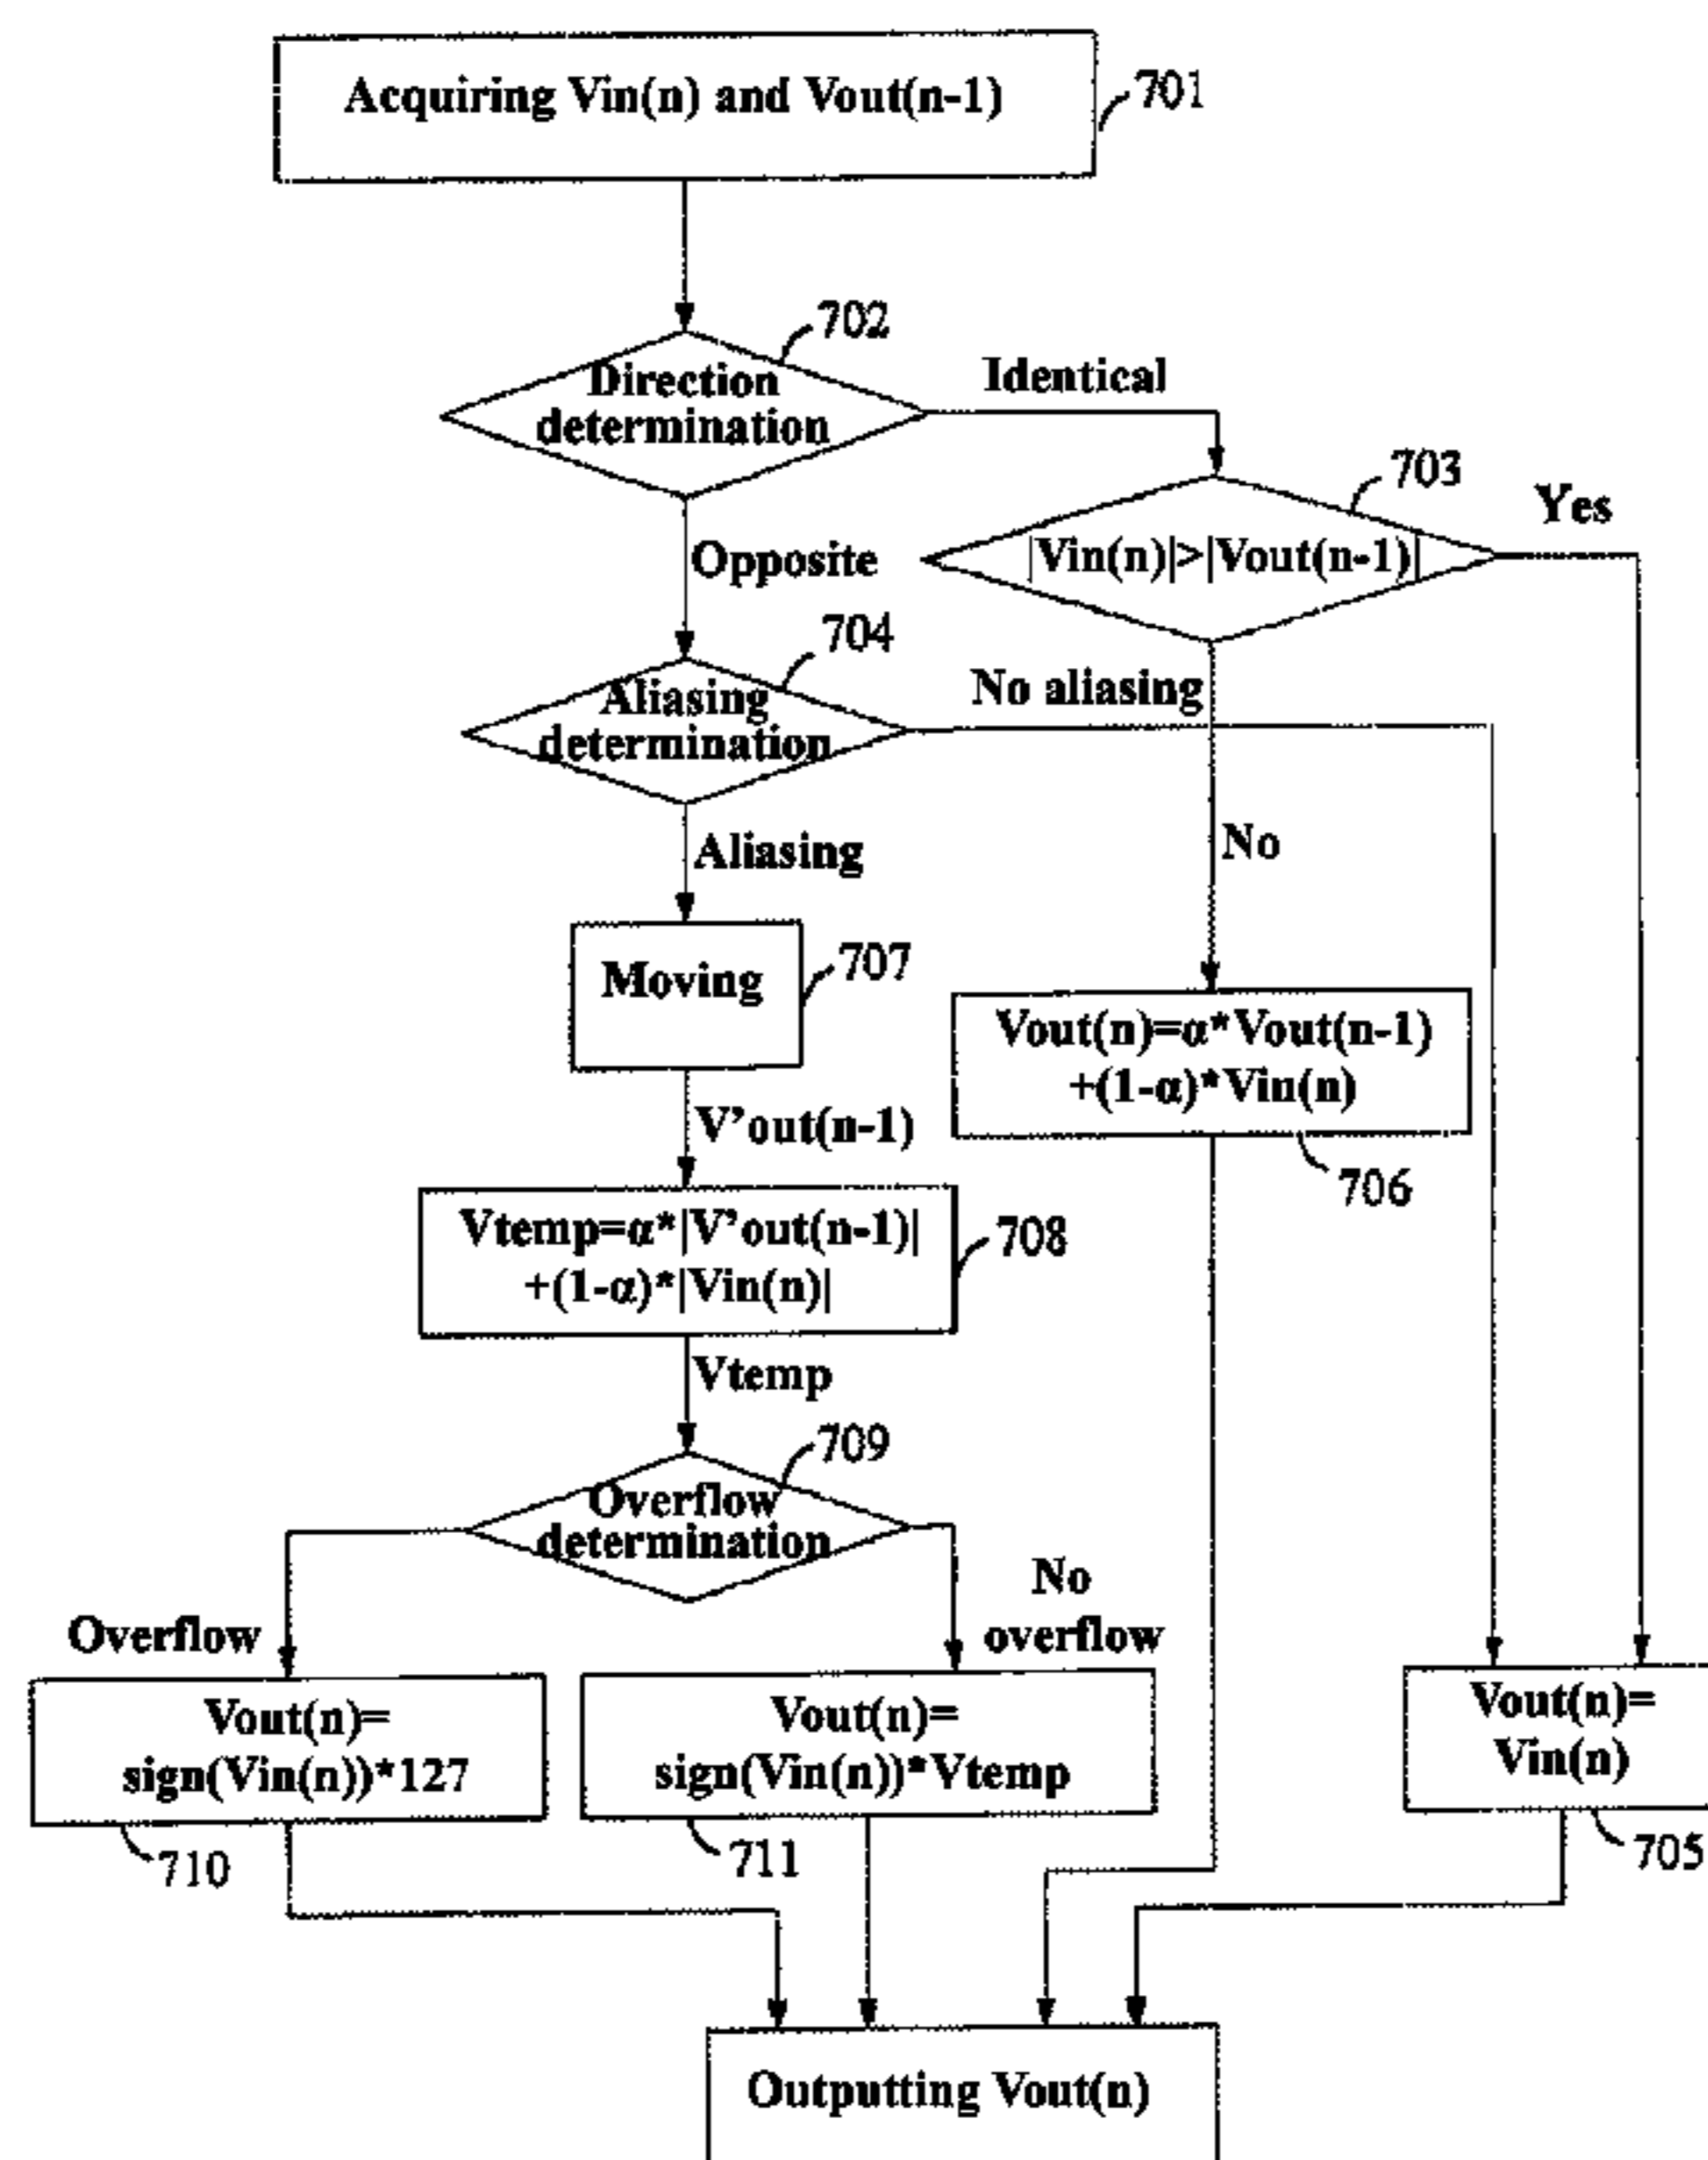 Acquiring Vin(n) and Vout(n-1)
701
702
Direction
determination
Identical
703
Yes
|Vin(n)|>|Vout(n-1)|
Opposite
704
Aliasing
determination
No aliasing
Aliasing
No
Moving
707
Vout(n)=α*Vout(n-1)
+(1-α)*Vin(n)
706
V’out(n-1)
Vtemp=α*|V’out(n-1)|
+(1-α)*|Vin(n)|
708
Vtemp
709
Overflow
determination
Overflow
No
overflow
Vout(n)=
sign(Vin(n))*127
710
Vout(n)=
sign(Vin(n))*Vtemp
711
Vout(n)=
Vin(n)
705
Outputting Vout(n)